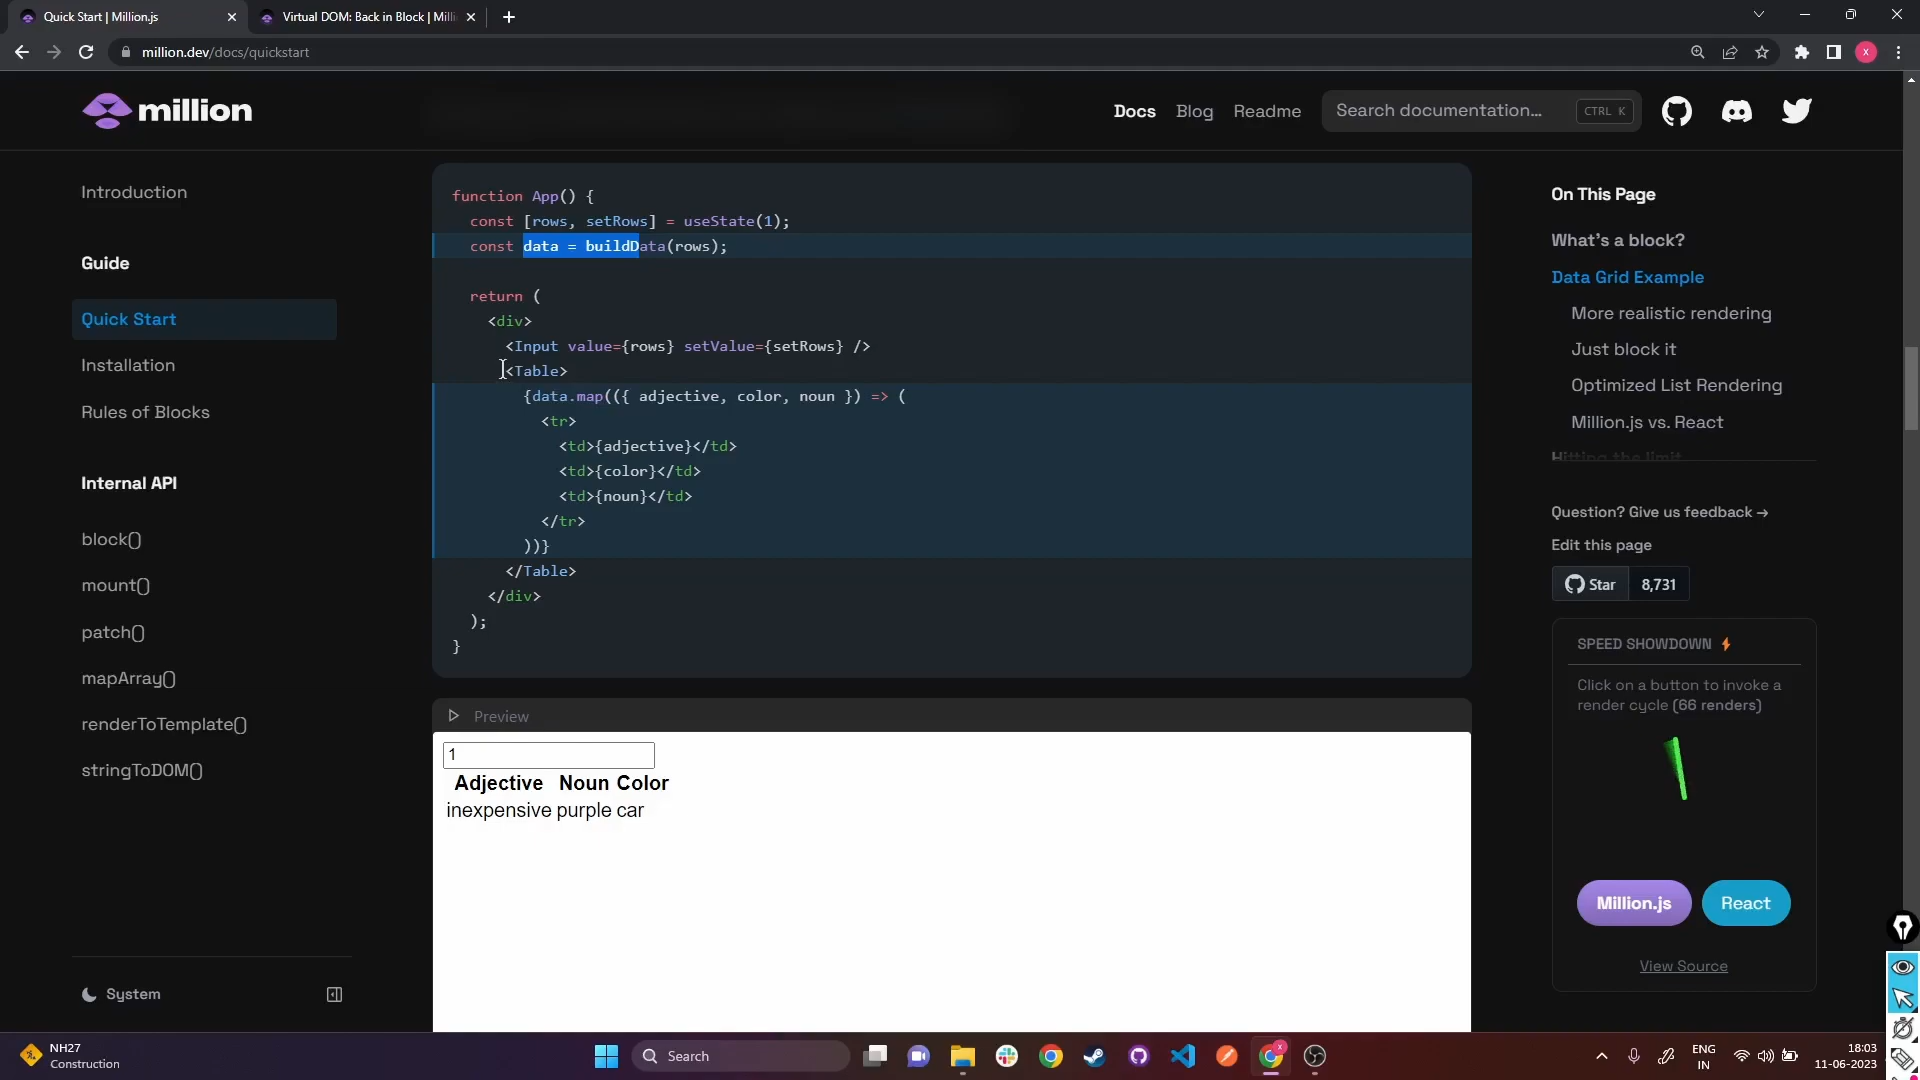 Quick Start | Million.js
Virtual DOM: Back in Block | Milli
million.dev/docs/quickstart
million
Docs
Blog
Readme
Search documentation...
CTRL K
Introduction
Guide
Quick Start
Installation
Rules of Blocks
Internal API
block()
mount()
patch()
mapArray()
renderToTemplate()
stringToDOM()
System
function App() {
const [rows, setRows] = useState(1);
const data = buildData(rows);
return (
<div>
<Input value={rows} setValue={setRows} />
<Table>
{data.map(({ adjective, color, noun }) => (
<tr>
<td>{adjective}</td>
<td>{color}</td>
<td>{noun}</td>
</tr>
))}
</Table>
</div>
);
}
Preview
1
Adjective Noun Color
inexpensive purple car
On This Page
What's a block?
Data Grid Example
More realistic rendering
Just block it
Optimized List Rendering
Million.js vs. React
Hitting the limit
Question? Give us feedback →
Edit this page
Star 8,731
SPEED SHOWDOWN
Click on a button to invoke a
render cycle (66 renders)
Million.js
React
View Source
NH27
Construction
Search
ENG
IN
18:03
11-06-2023